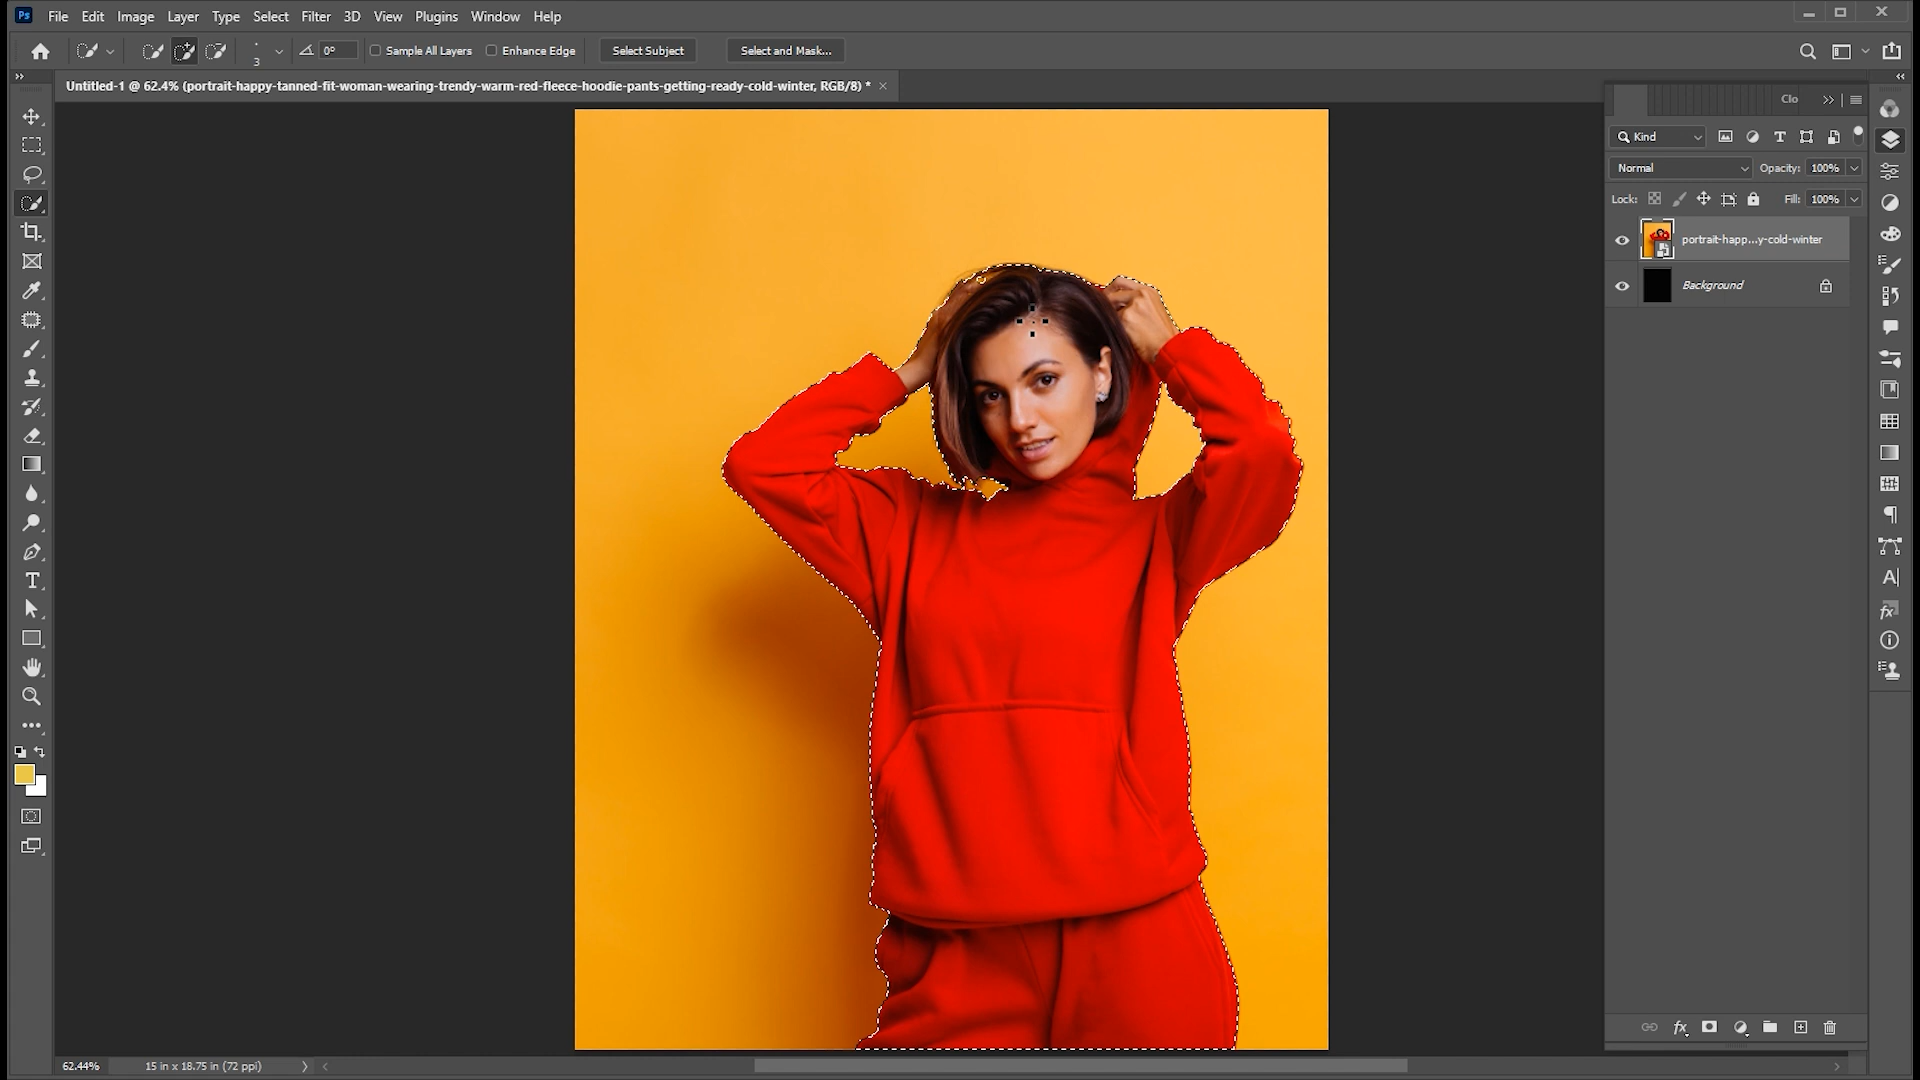 Ps File Edit Image Layer Type Select Filter 3D View Plugins Window Help
3 0° Sample All Layers Enhance Edge Select Subject Select and Mask...
Untitled-1 @ 62.4% (portrait-happy-tanned-fit-woman-wearing-trendy-warm-red-fleece-hoodie-pants-getting-ready-cold-winter, RGB/8) *
Clo
Kind
Normal Opacity: 100%
Lock: Fill: 100%
portrait-happ...y-cold-winter
Background
62.44% 15 in x 18.75 in (72 ppi)